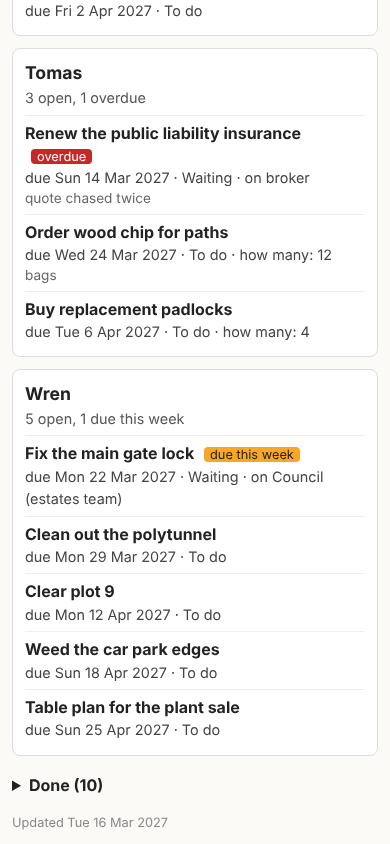 due Fri 2 Apr 2027 · To do
Tomas
3 open, 1 overdue
Renew the public liability insurance
overdue
due Sun 14 Mar 2027 · Waiting · on broker
quote chased twice
Order wood chip for paths
due Wed 24 Mar 2027 · To do · how many: 12
bags
Buy replacement padlocks
due Tue 6 Apr 2027 · To do · how many: 4
Wren
5 open, 1 due this week
Fix the main gate lock due this week
due Mon 22 Mar 2027 · Waiting · on Council
(estates team)
Clean out the polytunnel
due Mon 29 Mar 2027 · To do
Clear plot 9
due Mon 12 Apr 2027 · To do
Weed the car park edges
due Sun 18 Apr 2027 · To do
Table plan for the plant sale
due Sun 25 Apr 2027 · To do
Done (10)
Updated Tue 16 Mar 2027